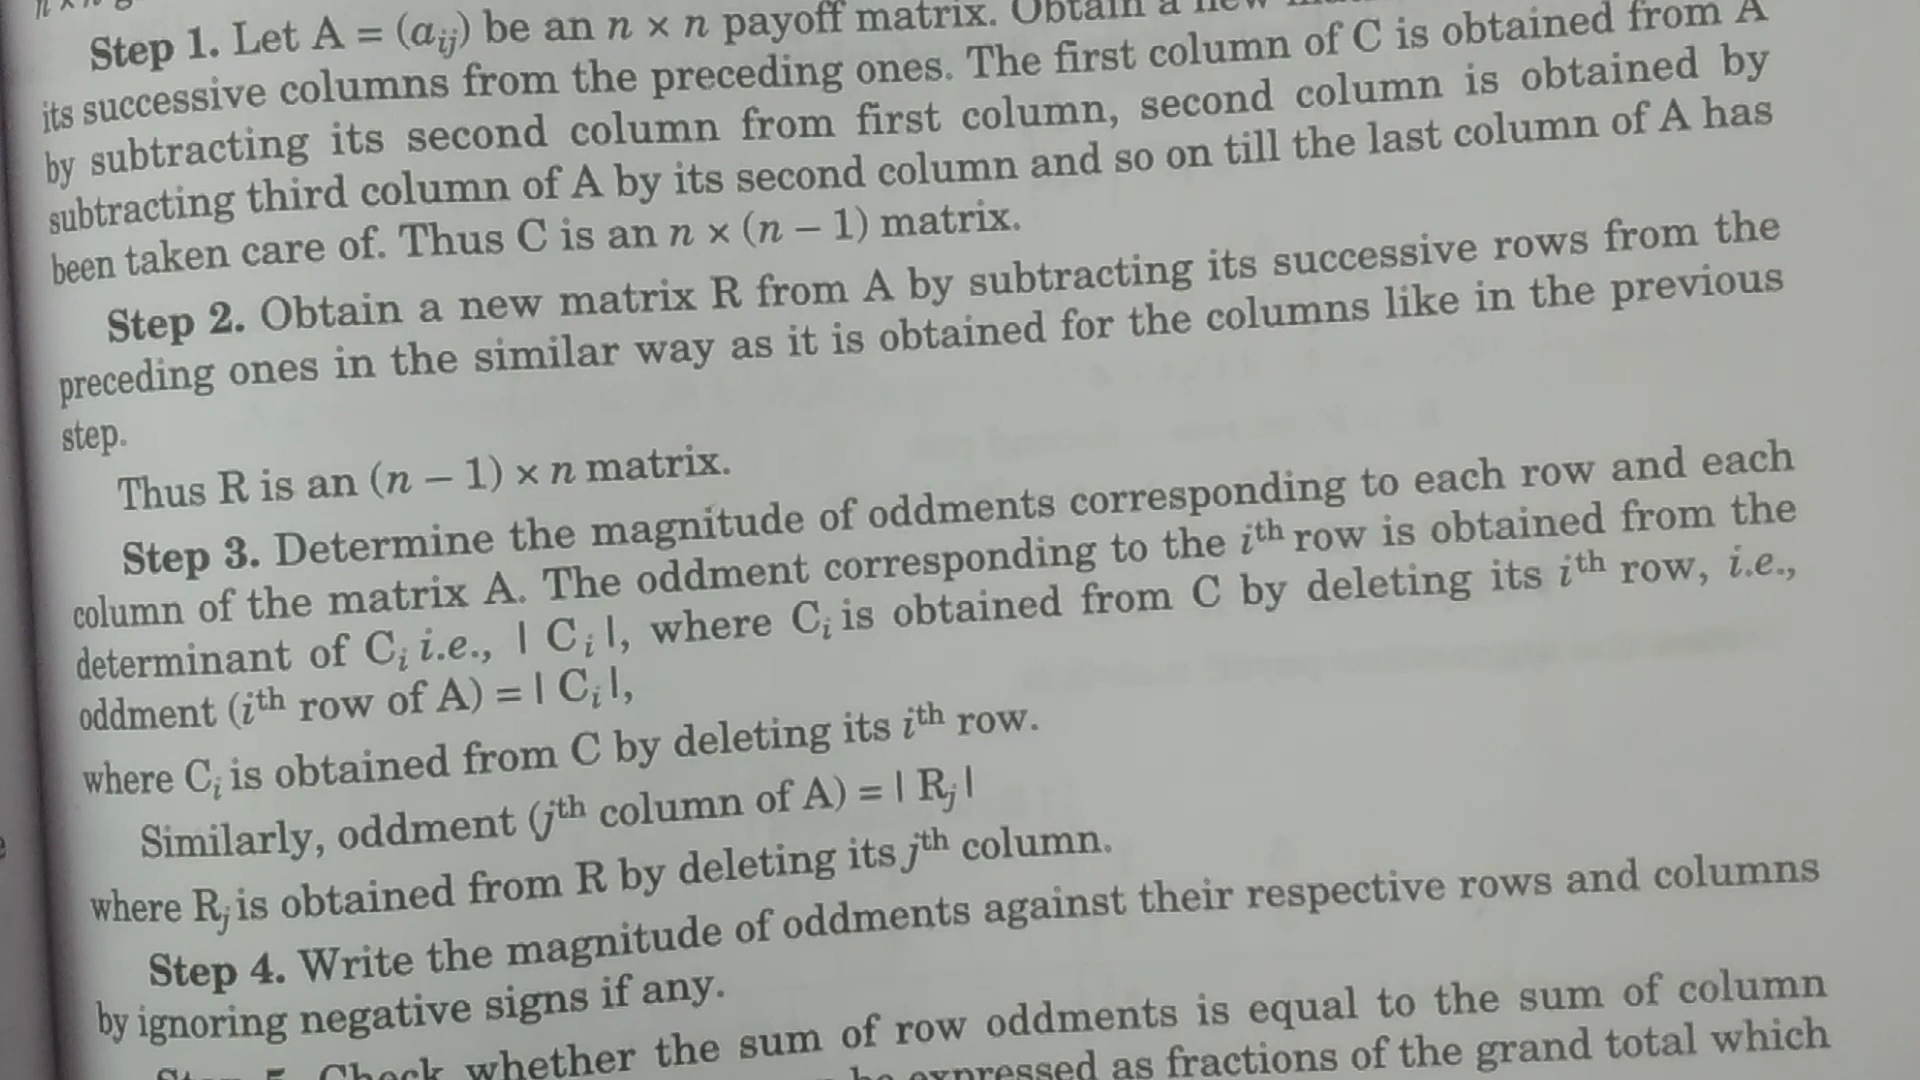 n × n
Step 1. Let A = (aᵢⱼ) be an n × n payoff matrix. Obtain a new
its successive columns from the preceding ones. The first column of C is obtained from A
by subtracting its second column from first column, second column is obtained by
subtracting third column of A by its second column and so on till the last column of A has
been taken care of. Thus C is an n × (n – 1) matrix.
Step 2. Obtain a new matrix R from A by subtracting its successive rows from the
preceding ones in the similar way as it is obtained for the columns like in the previous
step.
Thus R is an (n – 1) × n matrix.
Step 3. Determine the magnitude of oddments corresponding to each row and each
column of the matrix A. The oddment corresponding to the iᵗʰ row is obtained from the
determinant of Cᵢ i.e., | Cᵢ |, where Cᵢ is obtained from C by deleting its iᵗʰ row, i.e.,
oddment (iᵗʰ row of A) = | Cᵢ |,
where Cᵢ is obtained from C by deleting its iᵗʰ row.
Similarly, oddment (jᵗʰ column of A) = | Rⱼ |
where Rⱼ is obtained from R by deleting its jᵗʰ column.
Step 4. Write the magnitude of oddments against their respective rows and columns
by ignoring negative signs if any.
Step 5. Check whether the sum of row oddments is equal to the sum of column
be expressed as fractions of the grand total which